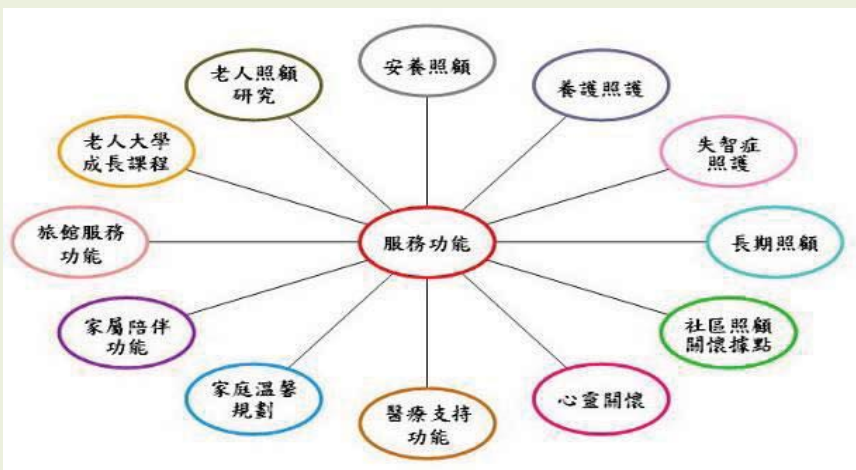 安養照顧
養護照護
失智症
照護
長期照顧
社區照顧
關懷據點
心靈關懷
醫療支持
功能
家庭溫馨
規劃
家屬陪伴
功能
旅館服務
功能
老人大學
成長課程
老人照顧
研究
服務功能